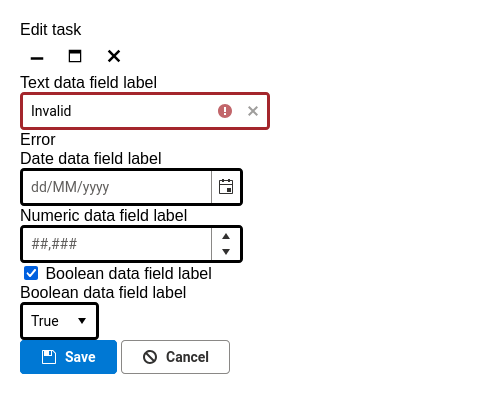 Edit task
Text data field label
Invalid
Error
Date data field label
dd/MM/yyyy
Numeric data field label
##,###
Boolean data field label
Boolean data field label
True
Save Cancel